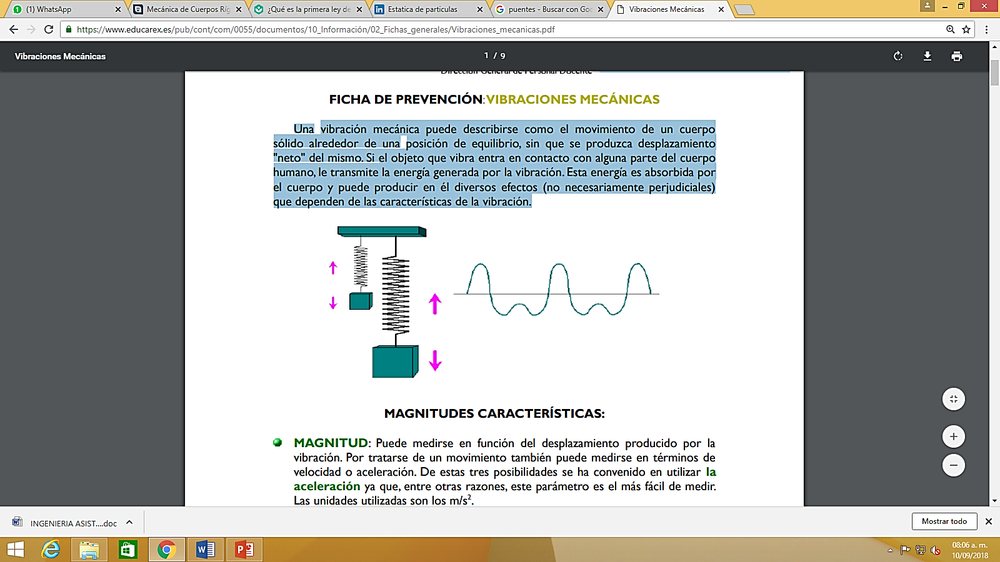 (1) WhatsApp
Mecánica de Cuerpos Ríg
¿Qué es la primera ley de
Estatica de particulas
puentes - Buscar con Goo
Vibraciones Mecánicas
https://www.educarex.es/pub/cont/com/0055/documentos/10_Información/02_Fichas_generales/Vibraciones_mecanicas.pdf
Vibraciones Mecánicas
1 / 9
Dirección General de Personal Docente
FICHA DE PREVENCIÓN: VIBRACIONES MECÁNICAS
Una vibración mecánica puede describirse como el movimiento de un cuerpo
sólido alrededor de una posición de equilibrio, sin que se produzca desplazamiento
"neto" del mismo. Si el objeto que vibra entra en contacto con alguna parte del cuerpo
humano, le transmite la energía generada por la vibración. Esta energía es absorbida por
el cuerpo y puede producir en él diversos efectos (no necesariamente perjudiciales)
que dependen de las características de la vibración.
MAGNITUDES CARACTERÍSTICAS:
MAGNITUD: Puede medirse en función del desplazamiento producido por la
vibración. Por tratarse de un movimiento también puede medirse en términos de
velocidad o aceleración. De estas tres posibilidades se ha convenido en utilizar la
aceleración ya que, entre otras razones, este parámetro es el más fácil de medir.
Las unidades utilizadas son los m/s².
INGENIERIA ASIST....doc
Mostrar todo
08:06 a. m.
10/09/2018